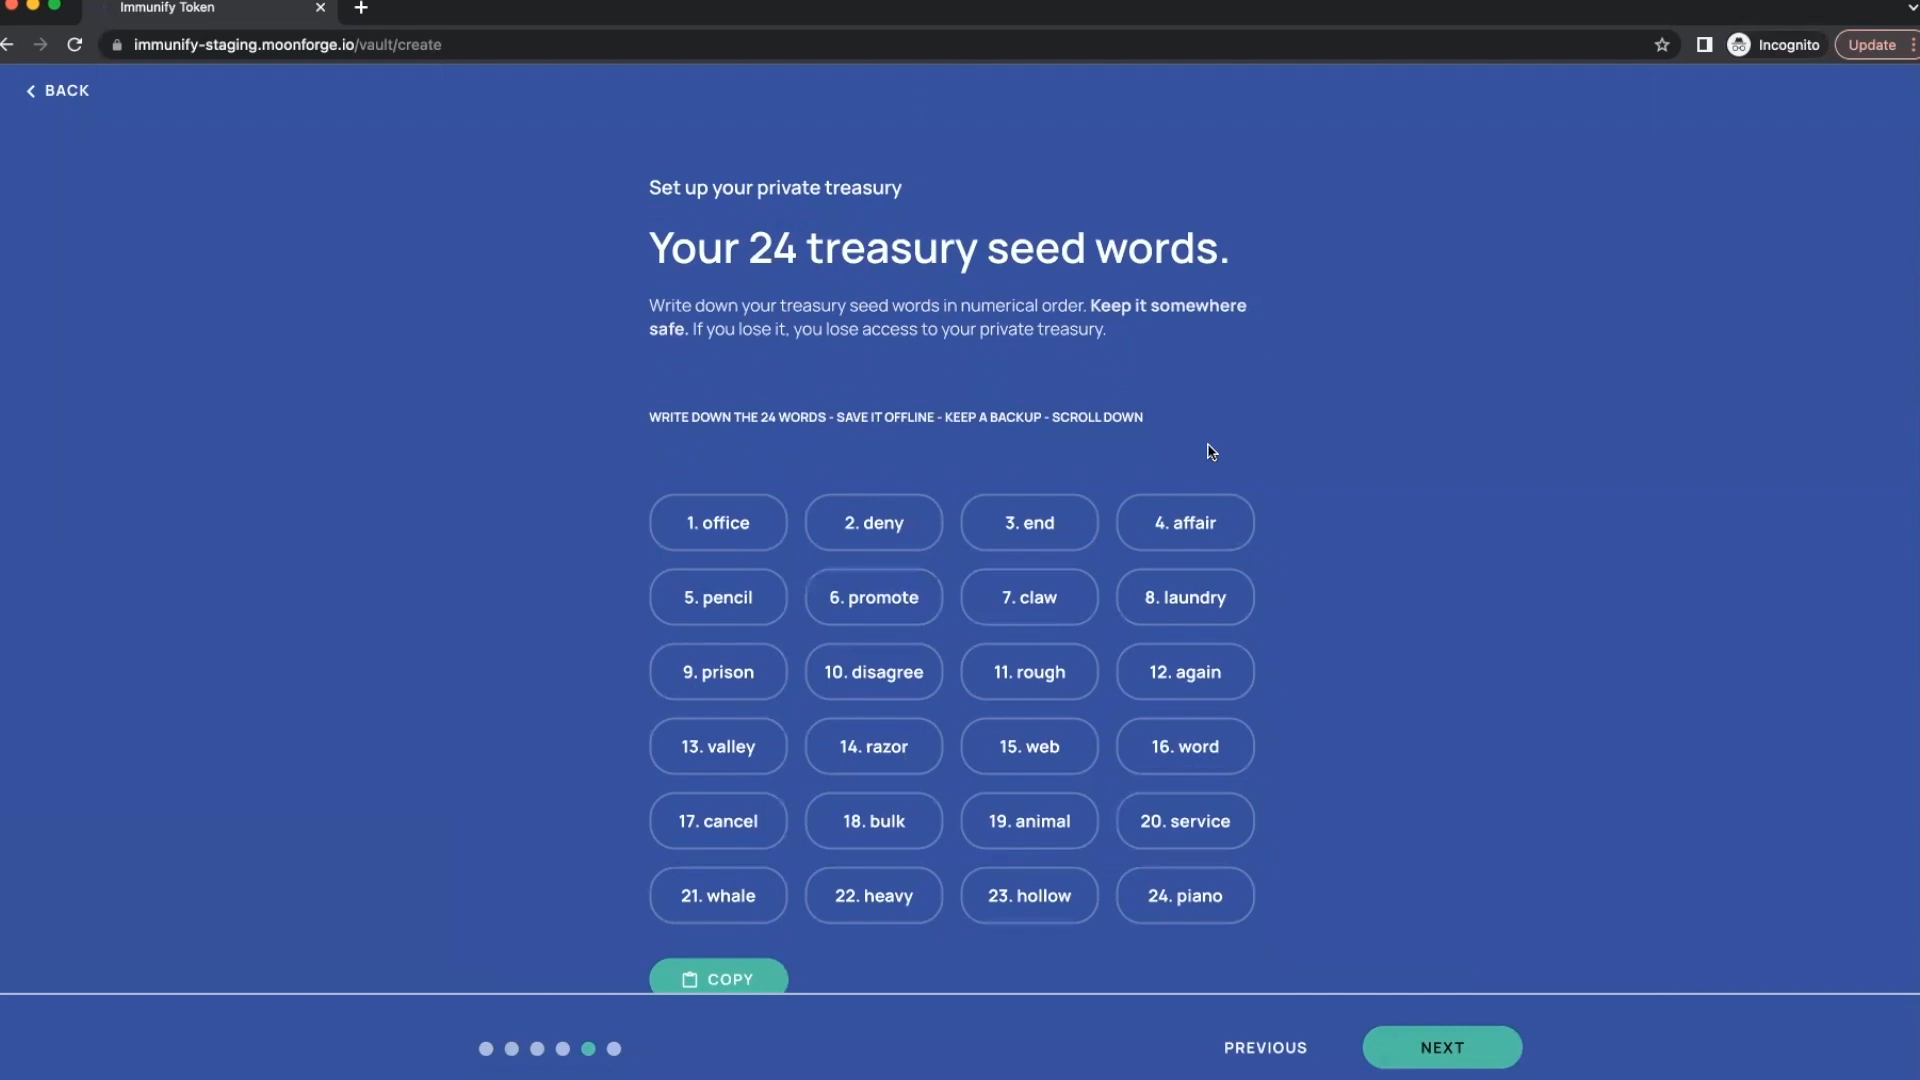 Immunify Token
immunify-staging.moonforge.io/vault/create
Incognito
Update
BACK
Set up your private treasury
Your 24 treasury seed words.
Write down your treasury seed words in numerical order. Keep it somewhere
safe. If you lose it, you lose access to your private treasury.
WRITE DOWN THE 24 WORDS - SAVE IT OFFLINE - KEEP A BACKUP - SCROLL DOWN
1. office 2. deny 3. end 4. affair
5. pencil 6. promote 7. claw 8. laundry
9. prison 10. disagree 11. rough 12. again
13. valley 14. razor 15. web 16. word
17. cancel 18. bulk 19. animal 20. service
21. whale 22. heavy 23. hollow 24. piano
COPY
PREVIOUS NEXT